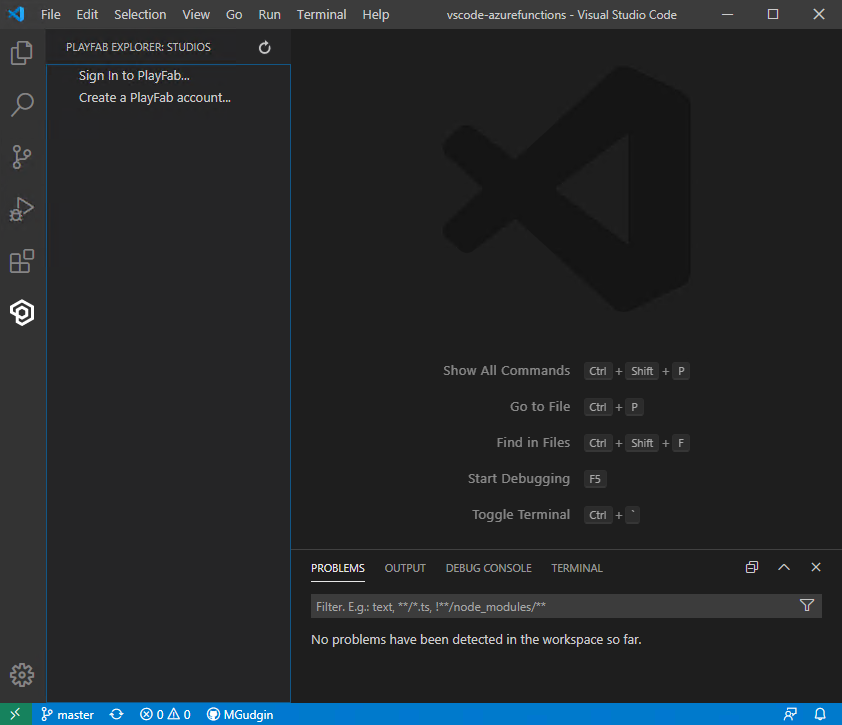 File Edit Selection View Go Run Terminal Help vscode-azurefunctions - Visual Studio Code
PLAYFAB EXPLORER: STUDIOS
Sign In to PlayFab...
Create a PlayFab account...
Show All Commands Ctrl + Shift + P
Go to File Ctrl + P
Find in Files Ctrl + Shift + F
Start Debugging F5
Toggle Terminal Ctrl + `
PROBLEMS OUTPUT DEBUG CONSOLE TERMINAL
Filter. E.g.: text, **/*.ts, !**/node_modules/**
No problems have been detected in the workspace so far.
master 0 0 MGudgin